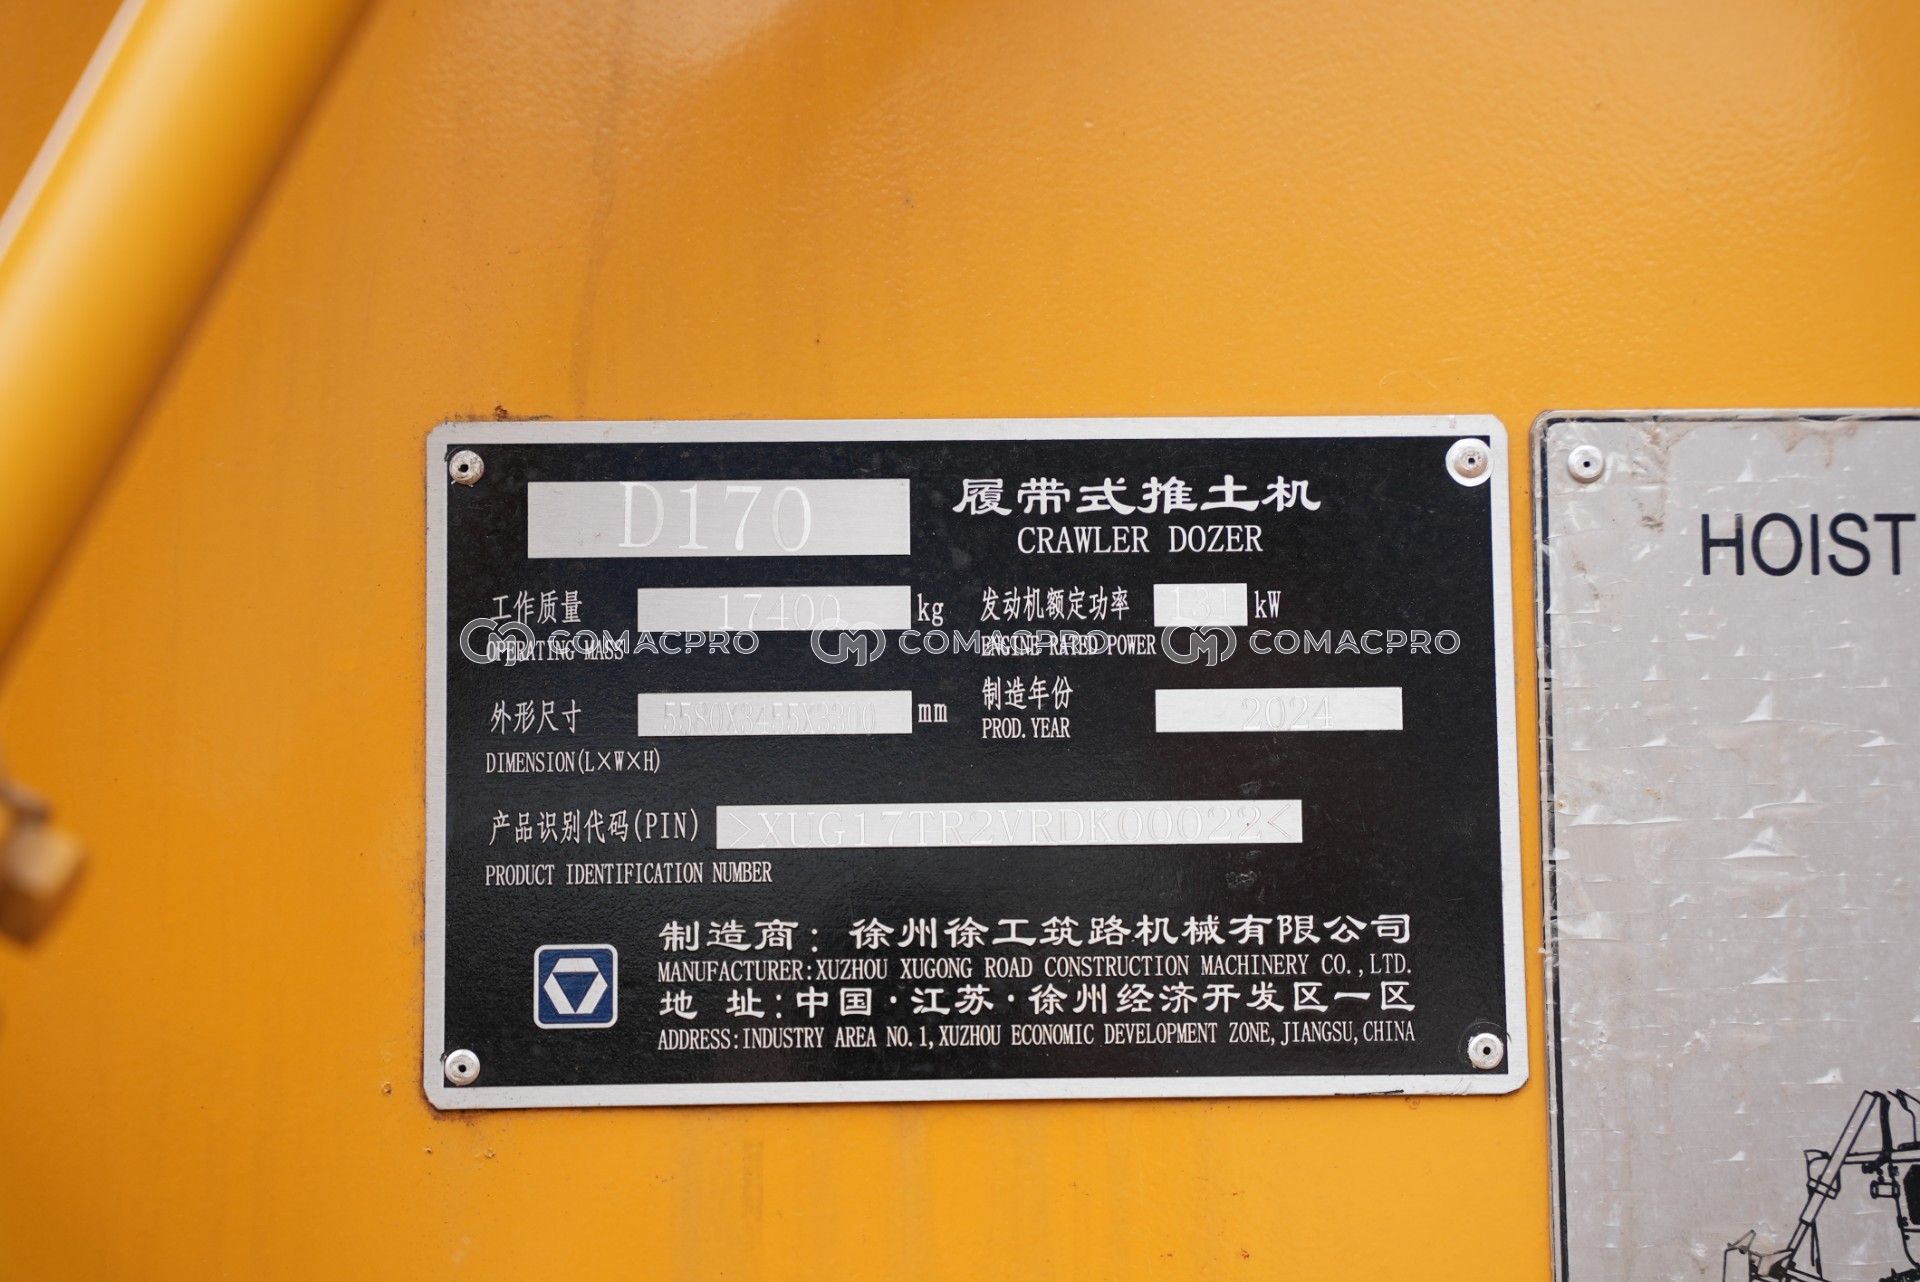 D170
履带式推土机
CRAWLER DOZER
工作质量 17400 kg
OPERATING MASS
发动机额定功率 131 kW
ENGINE RATED POWER
COMACPRO COMACPRO COMACPRO
外形尺寸 5580X3455X3300 mm
DIMENSION(L×W×H)
制造年份
PROD. YEAR 2024
产品识别代码(PIN) >XUG17TR2VRDK00022<
PRODUCT IDENTIFICATION NUMBER
制造商: 徐州徐工筑路机械有限公司
MANUFACTURER:XUZHOU XUGONG ROAD CONSTRUCTION MACHINERY CO.,LTD.
地 址:中国·江苏·徐州经济开发区一区
ADDRESS:INDUSTRY AREA NO.1,XUZHOU ECONOMIC DEVELOPMENT ZONE,JIANGSU,CHINA
HOIST